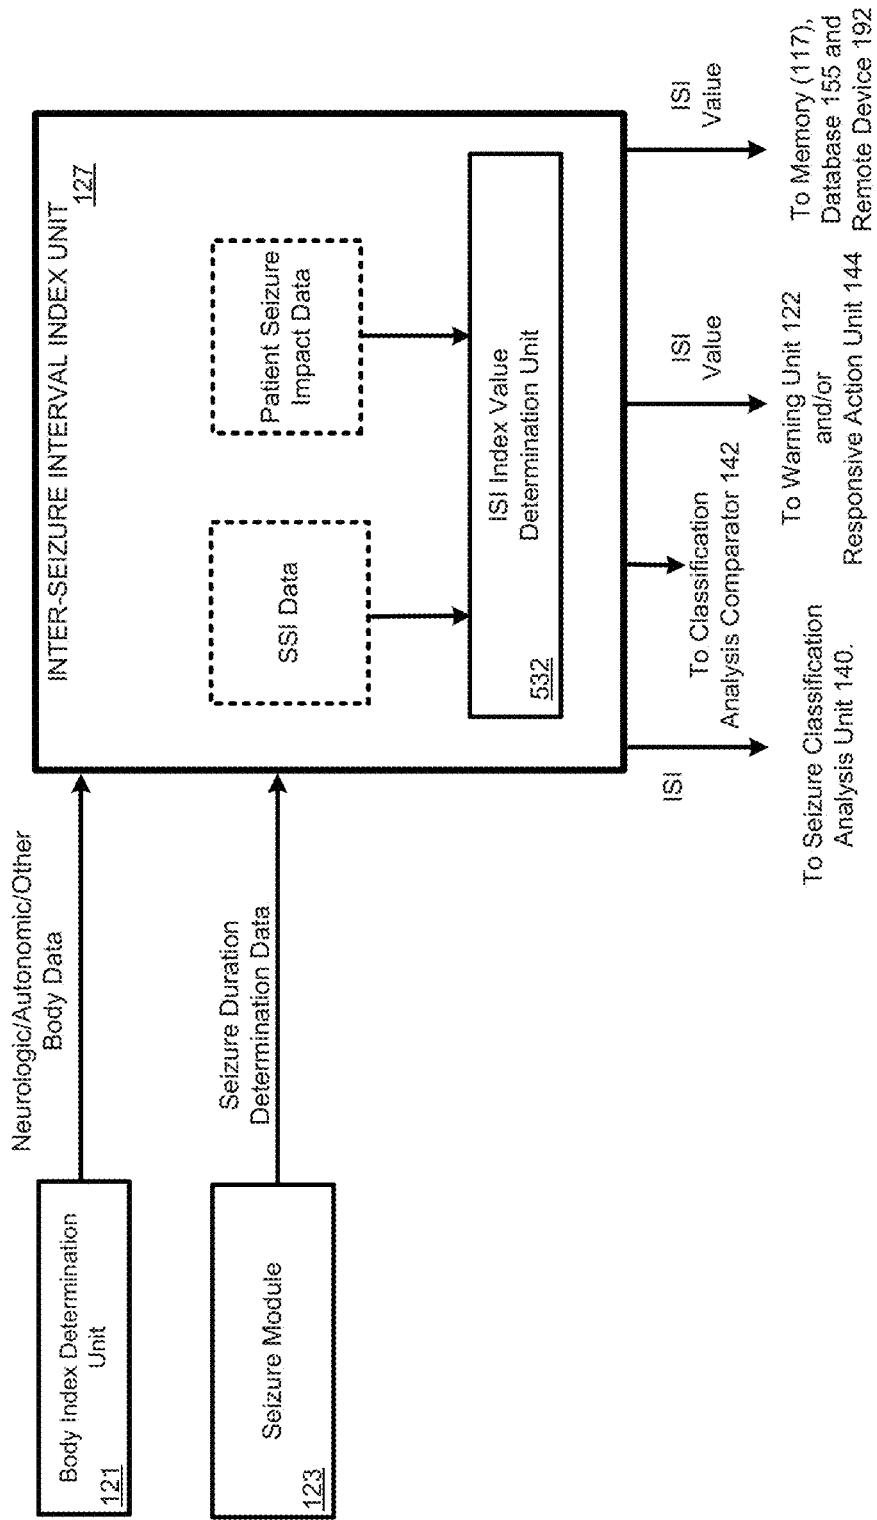 INTER-SEIZURE INTERVAL INDEX UNIT
127
Neurologic/Autonomic/Other
Body Data
Body Index Determination
Unit
121
Seizure Duration
Determination Data
Seizure Module
123
SSI Data
Patient Seizure
Impact Data
ISI Index Value
Determination Unit
532
ISI
To Seizure Classification
Analysis Unit 140.
To Classification
Analysis Comparator 142
ISI
Value
To Warning Unit 122
and/or
Responsive Action Unit 144
ISI
Value
To Memory (117),
Database 155 and
Remote Device 192